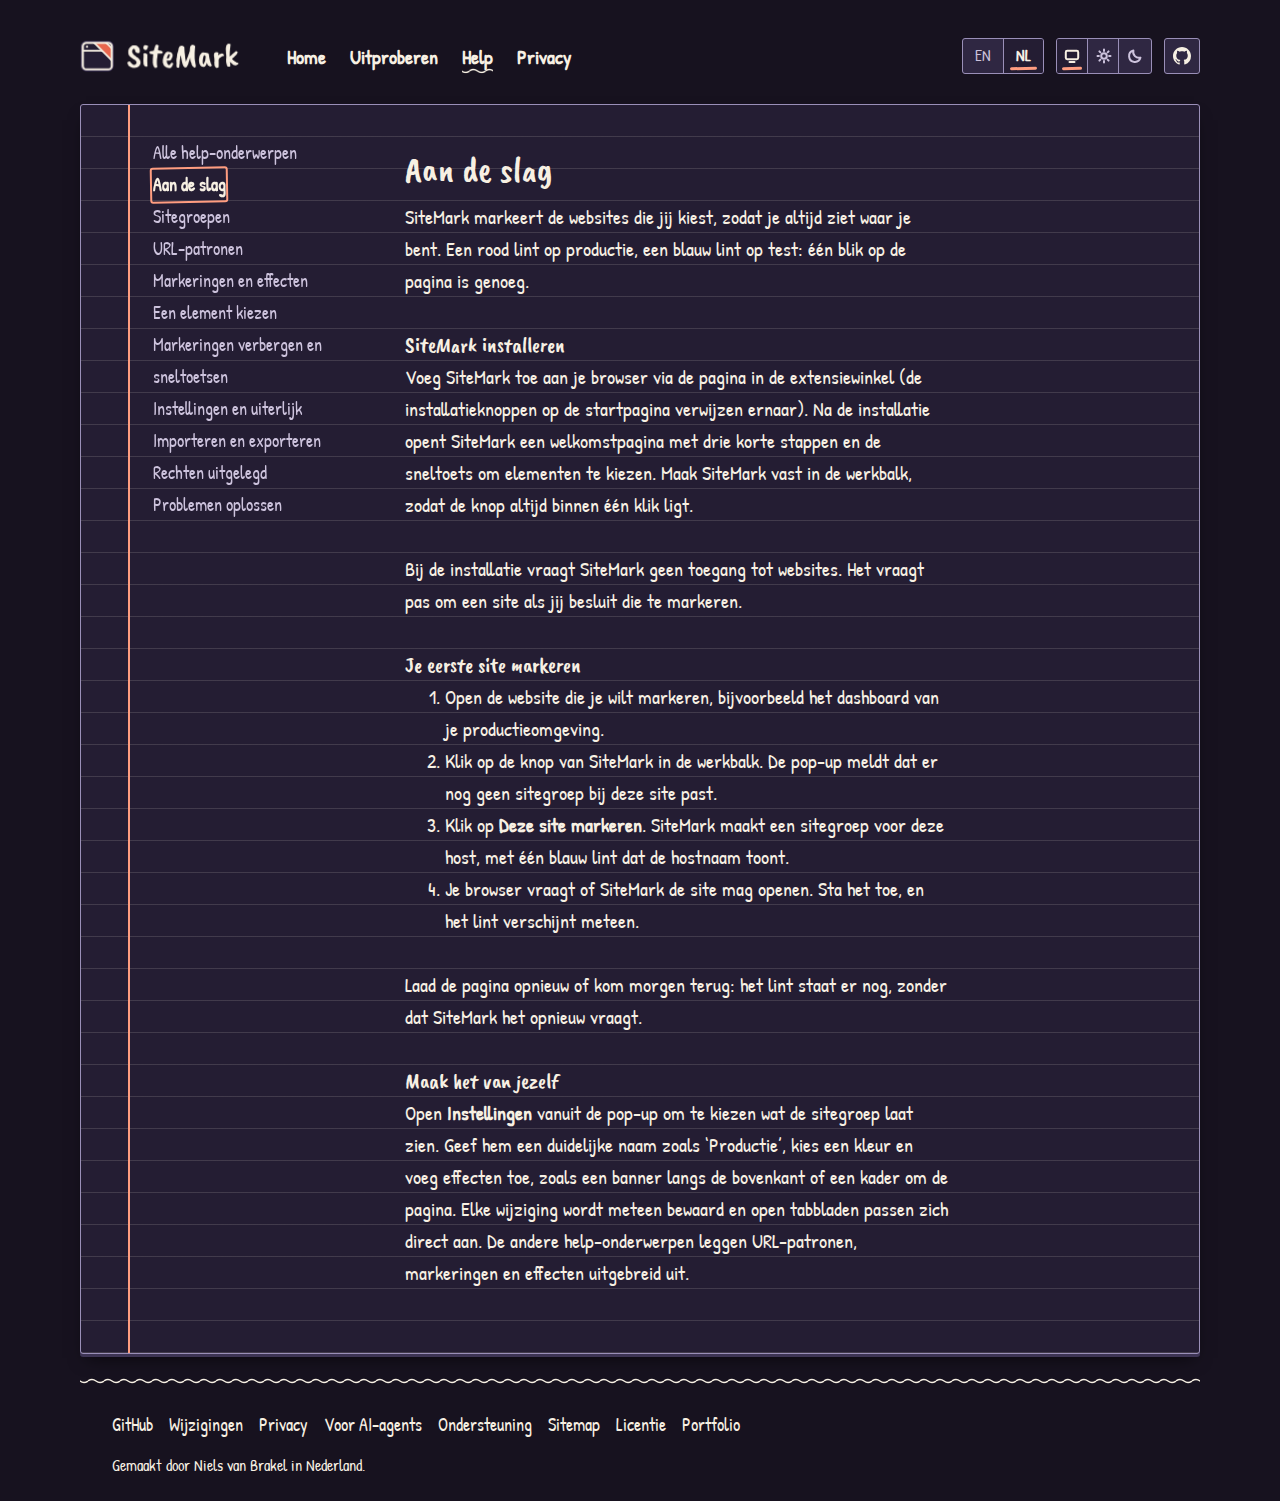 SiteMark
Home Uitproberen Help Privacy
EN NL
Alle help-onderwerpen
Aan de slag
Sitegroepen
URL-patronen
Markeringen en effecten
Een element kiezen
Markeringen verbergen en
sneltoetsen
Instellingen en uiterlijk
Importeren en exporteren
Rechten uitgelegd
Problemen oplossen
Aan de slag
SiteMark markeert de websites die jij kiest, zodat je altijd ziet waar je
bent. Een rood lint op productie, een blauw lint op test: één blik op de
pagina is genoeg.
SiteMark installeren
Voeg SiteMark toe aan je browser via de pagina in de extensiewinkel (de
installatieknoppen op de startpagina verwijzen ernaar). Na de installatie
opent SiteMark een welkomstpagina met drie korte stappen en de
sneltoets om elementen te kiezen. Maak SiteMark vast in de werkbalk,
zodat de knop altijd binnen één klik ligt.
Bij de installatie vraagt SiteMark geen toegang tot websites. Het vraagt
pas om een site als jij besluit die te markeren.
Je eerste site markeren
1. Open de website die je wilt markeren, bijvoorbeeld het dashboard van
je productieomgeving.
2. Klik op de knop van SiteMark in de werkbalk. De pop-up meldt dat er
nog geen sitegroep bij deze site past.
3. Klik op Deze site markeren. SiteMark maakt een sitegroep voor deze
host, met één blauw lint dat de hostnaam toont.
4. Je browser vraagt of SiteMark de site mag openen. Sta het toe, en
het lint verschijnt meteen.
Laad de pagina opnieuw of kom morgen terug: het lint staat er nog, zonder
dat SiteMark het opnieuw vraagt.
Maak het van jezelf
Open Instellingen vanuit de pop-up om te kiezen wat de sitegroep laat
zien. Geef hem een duidelijke naam zoals ‘Productie’, kies een kleur en
voeg effecten toe, zoals een banner langs de bovenkant of een kader om de
pagina. Elke wijziging wordt meteen bewaard en open tabbladen passen zich
direct aan. De andere help-onderwerpen leggen URL-patronen,
markeringen en effecten uitgebreid uit.
GitHub Wijzigingen Privacy Voor AI-agents Ondersteuning Sitemap Licentie Portfolio
Gemaakt door Niels van Brakel in Nederland.